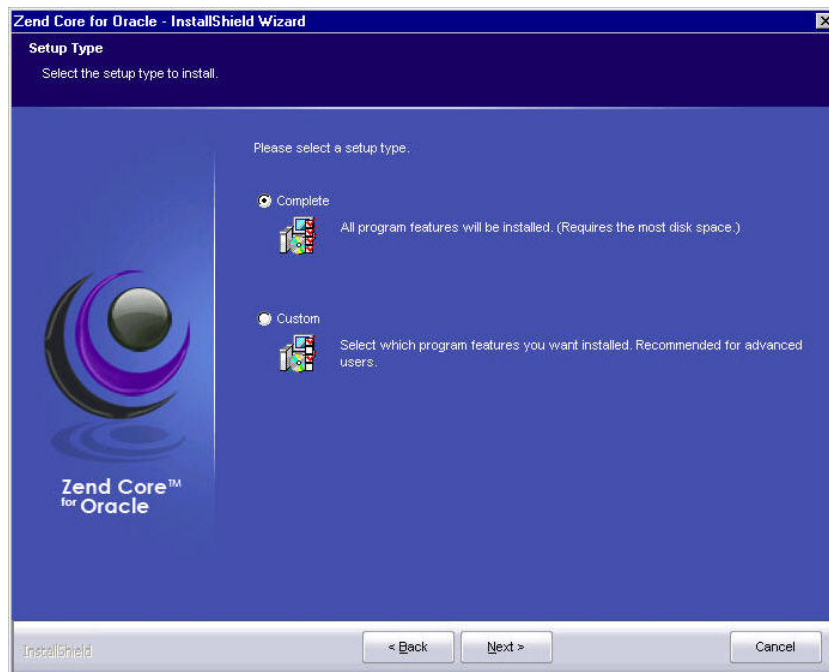 Zend Core for Oracle - InstallShield Wizard
Setup Type
Select the setup type to install.
Please select a setup type.
Complete
All program features will be installed. (Requires the most disk space.)
Custom
Select which program features you want installed. Recommended for advanced
users.
Zend Core™
for Oracle
InstallShield
< Back
Next >
Cancel